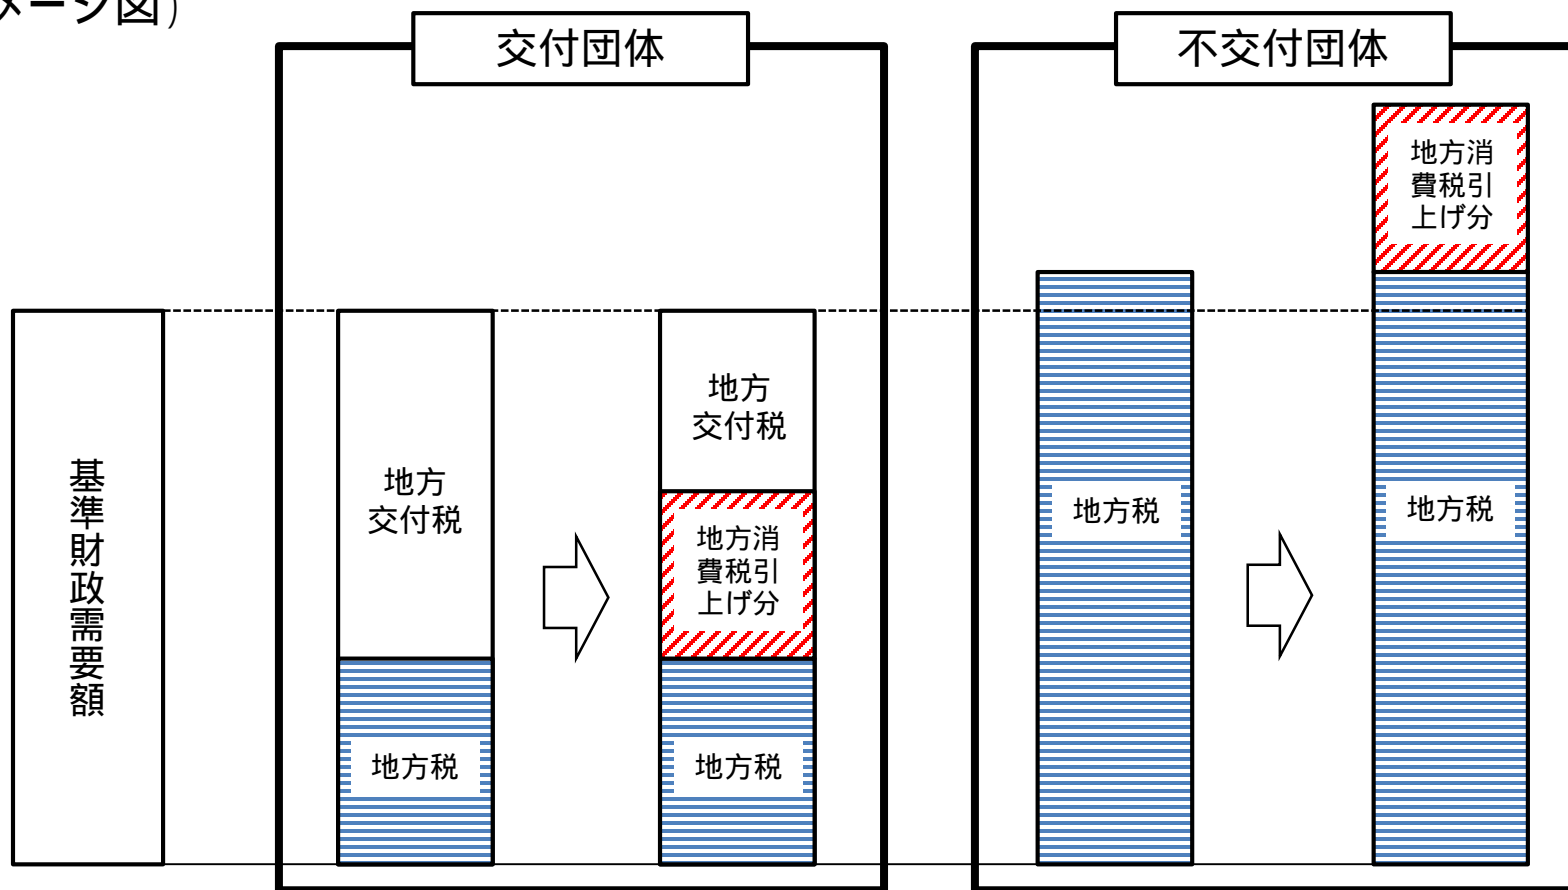 メージ図)
交付団体
不交付団体
基準財政需要額
地方
交付税
地方税
地方
交付税
地方消
費税引
上げ分
地方税
地方税
地方消
費税引
上げ分
地方税